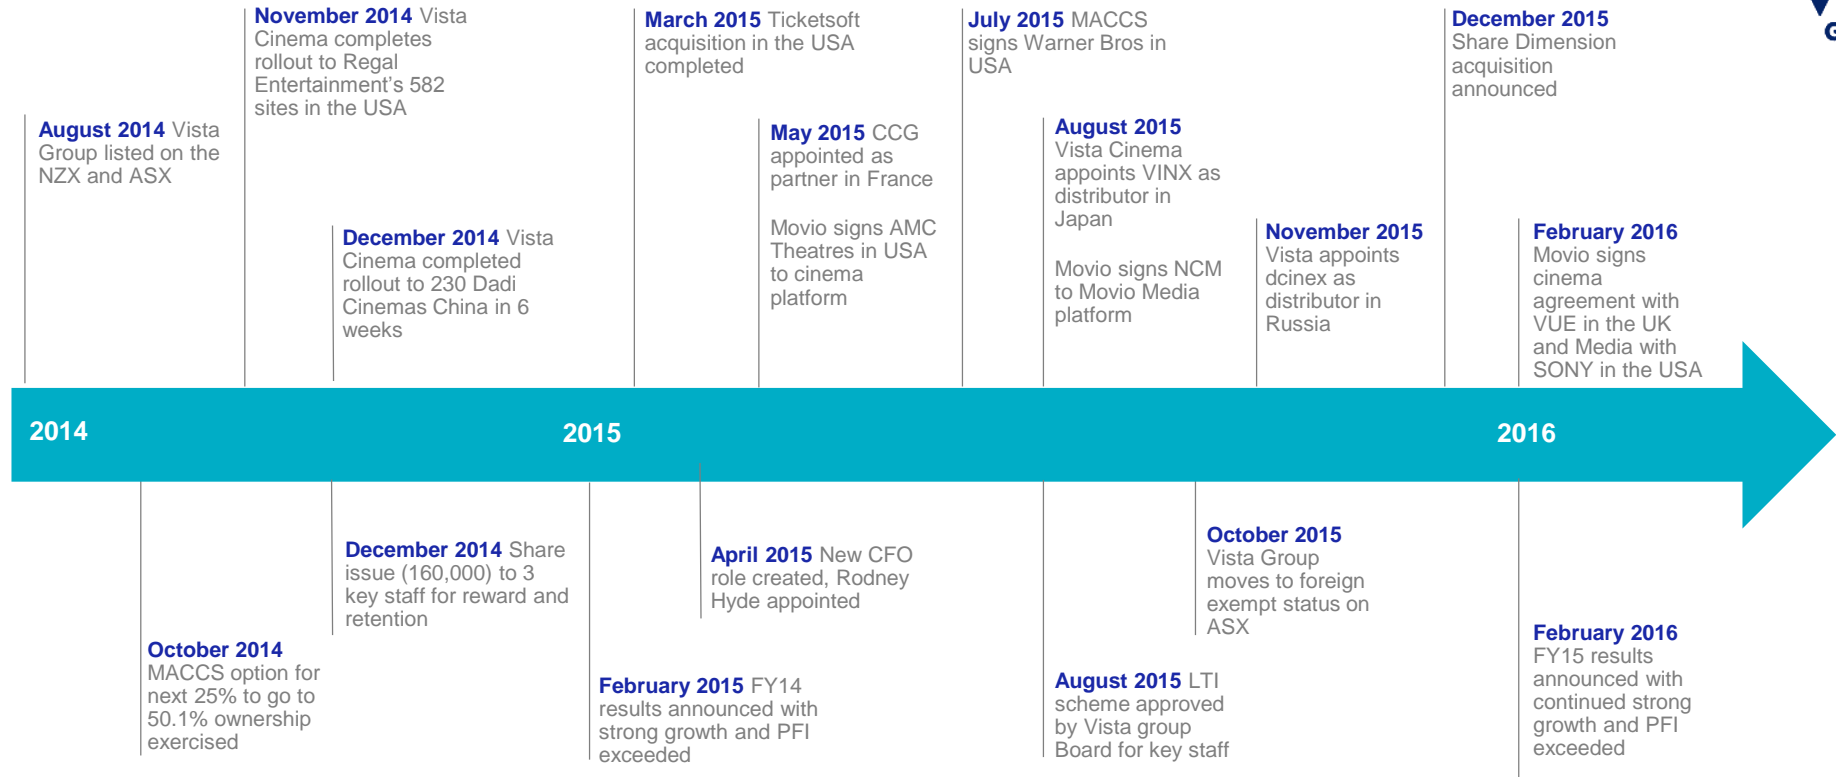 November 2014 Vista
Cinema completes
rollout to Regal
Entertainment's 582
sites in the USA
March 2015 Ticketsoft
acquisition in the USA
completed
July 2015 MACCS
signs Warner Bros in
USA
December 2015
Share Dimension
acquisition
announced
G
August 2014 Vista
Group listed on the
NZX and ASX
May 2015 CCG
appointed as
partner in France
Movio signs AMC
Theatres in USA
to cinema
platform
August 2015
Vista Cinema
appoints VINX as
distributor in
Japan
Movio signs NCM
to Movio Media
platform
December 2014 Vista
Cinema completed
rollout to 230 Dadi
Cinemas China in 6
weeks
November 2015
Vista appoints
dcinex as
distributor in
Russia
February 2016
Movio signs
cinema
agreement with
VUE in the UK
and Media with
SONY in the USA
2014
2015
2016
December 2014 Share
issue (160,000) to 3
key staff for reward and
retention
April 2015 New CFO
role created, Rodney
Hyde appointed
October 2015
Vista Group
moves to foreign
exempt status on
ASX
October 2014
MACCS option for
next 25% to go to
50.1% ownership
exercised
February 2015 FY14
results announced with
strong growth and PFI
exceeded
August 2015 LTI
scheme approved
by Vista group
Board for key staff
February 2016
FY15 results
announced with
continued strong
growth and PFI
exceeded